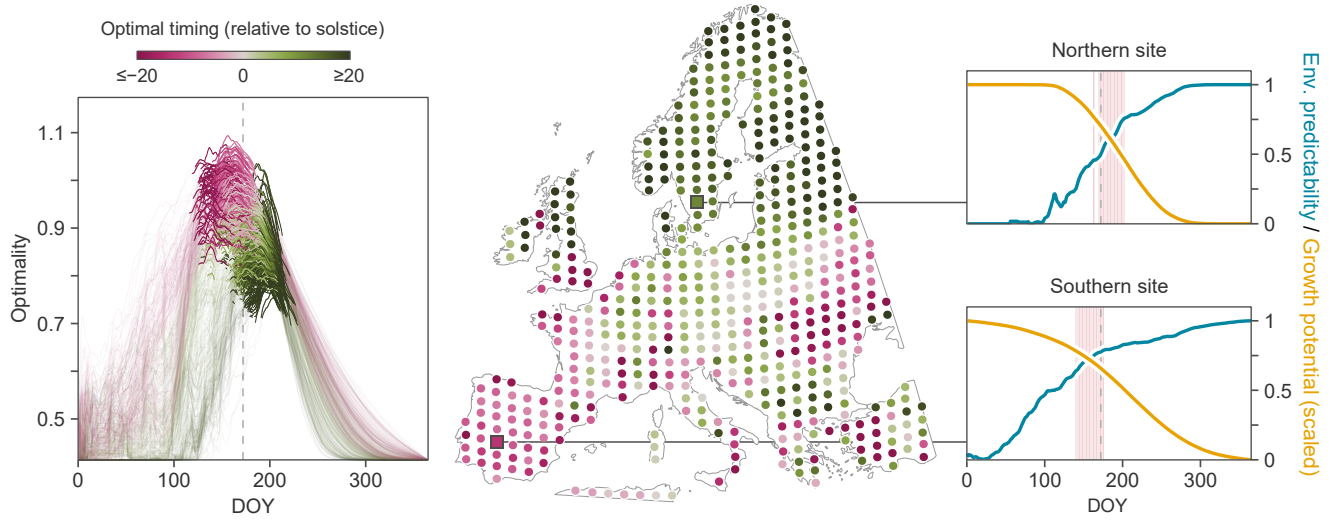 Optimal timing (relative to solstice)
≤−20 0 ≥20
Optimality
1.1
0.9
0.7
0.5
0 100 200 300
DOY
Northern site
1
0.5
0
Southern site
1
0.5
0
0 100 200 300
DOY
Env. predictability / Growth potential (scaled)